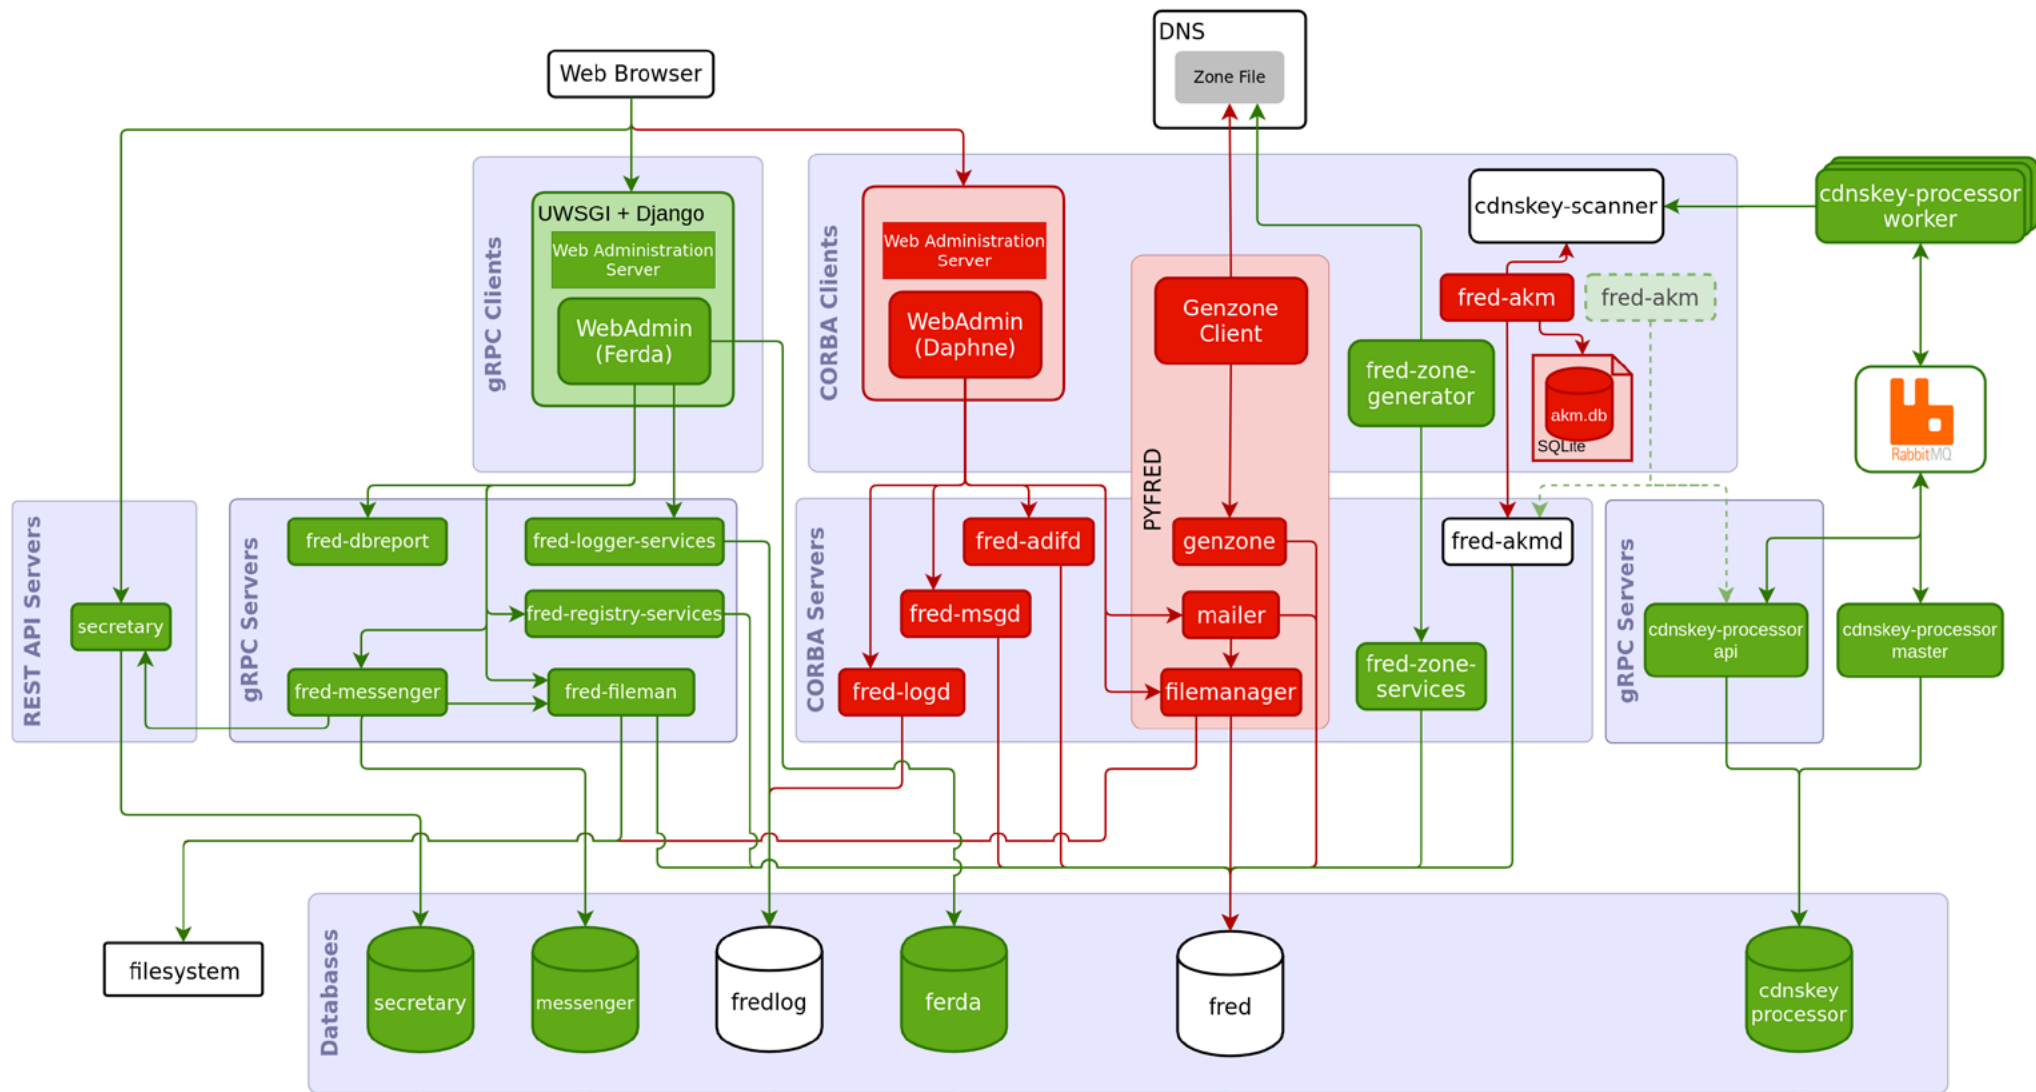 DNS
Zone File
Web Browser
gRPC Clients
UWSGI + Django
Web Administration
Server
WebAdmin
(Ferda)
CORBA Clients
Web Administration
Server
WebAdmin
(Daphne)
PYFRED
Genzone
Client
fred-zone-
generator
cdnskey-scanner
fred-akm
fred-akm
akm.db
SQLite
cdnskey-processor
worker
RabbitMQ
REST API Servers
secretary
gRPC Servers
fred-dbreport
fred-logger-services
fred-registry-services
fred-messenger
fred-fileman
CORBA Servers
fred-adifd
fred-msgd
fred-logd
genzone
mailer
filemanager
fred-zone-
services
fred-akmd
gRPC Servers
cdnskey-processor
api
cdnskey-processor
master
filesystem
Databases
secretary
messenger
fredlog
ferda
fred
cdnskey
processor